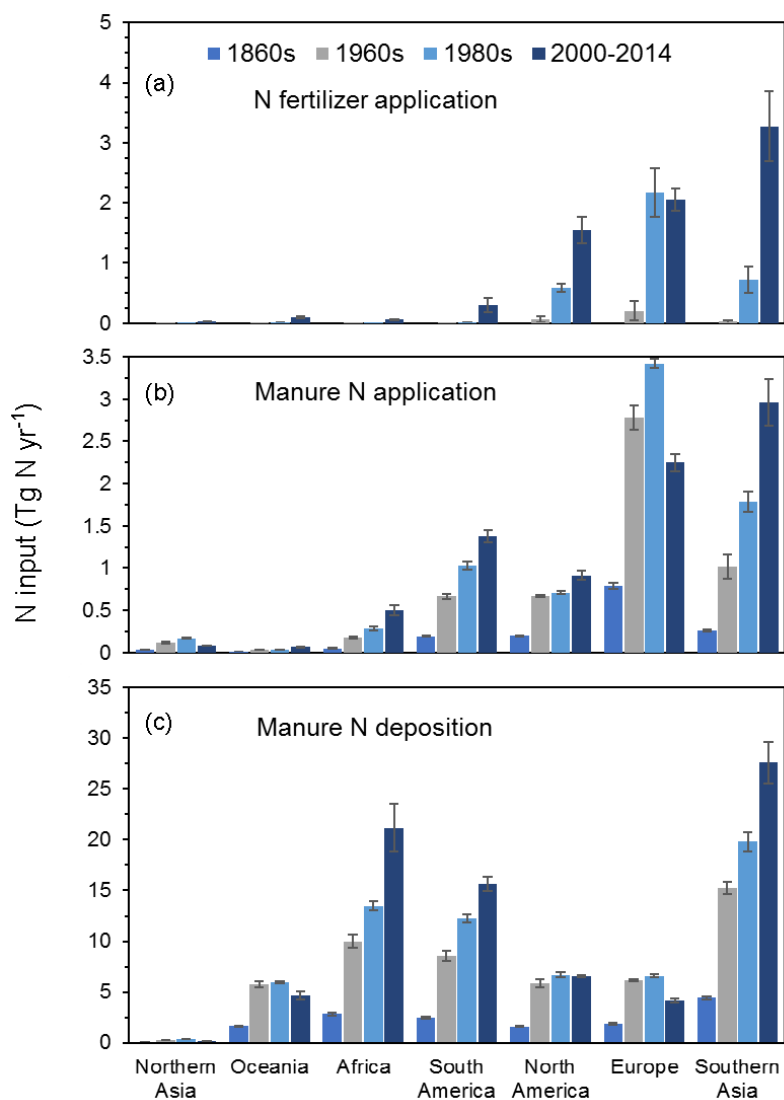 5
1860s 1960s 1980s 2000-2014
(a)
N fertilizer application
4
3
2
1
0
3.5
(b)
Manure N application
3
2.5
2
1.5
1
0.5
0
35
(c)
Manure N deposition
30
25
20
15
10
5
0
N input (Tg N yr-1)
Northern Asia
Oceania
Africa
South America
North America
Europe
Southern Asia